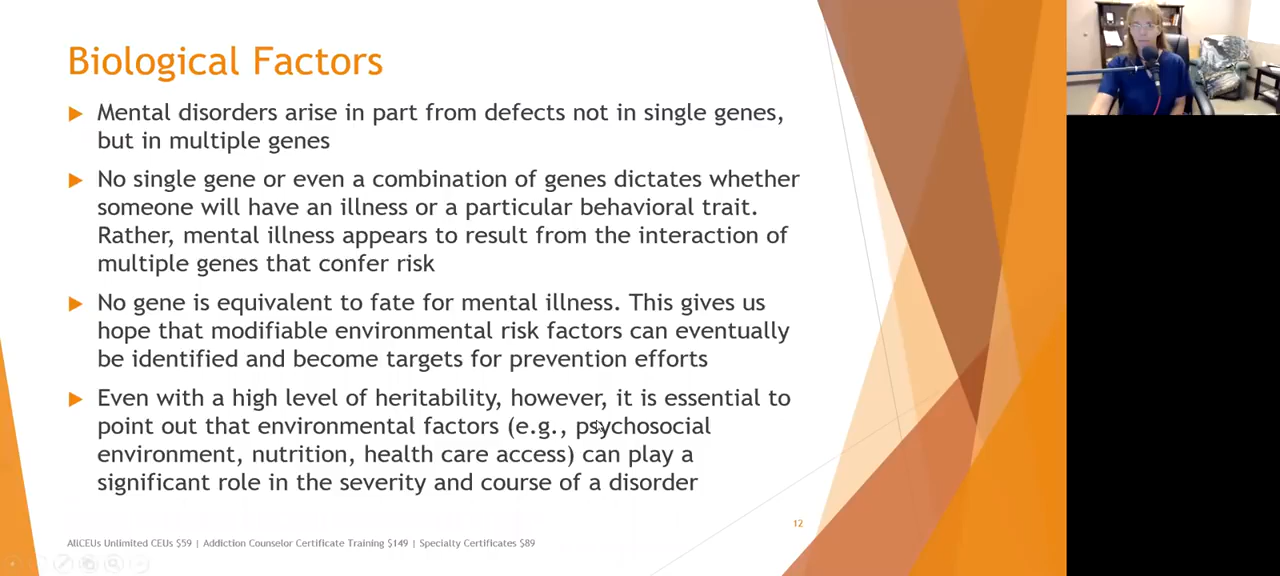 Biological Factors
Mental disorders arise in part from defects not in single genes,
but in multiple genes
No single gene or even a combination of genes dictates whether
someone will have an illness or a particular behavioral trait.
Rather, mental illness appears to result from the interaction of
multiple genes that confer risk
No gene is equivalent to fate for mental illness. This gives us
hope that modifiable environmental risk factors can eventually
be identified and become targets for prevention efforts
Even with a high level of heritability, however, it is essential to
point out that environmental factors (e.g., psychosocial
environment, nutrition, health care access) can play a
significant role in the severity and course of a disorder
12
AllCEUs Unlimited CEUs $59 | Addiction Counselor Certificate Training $149 | Specialty Certificates $89